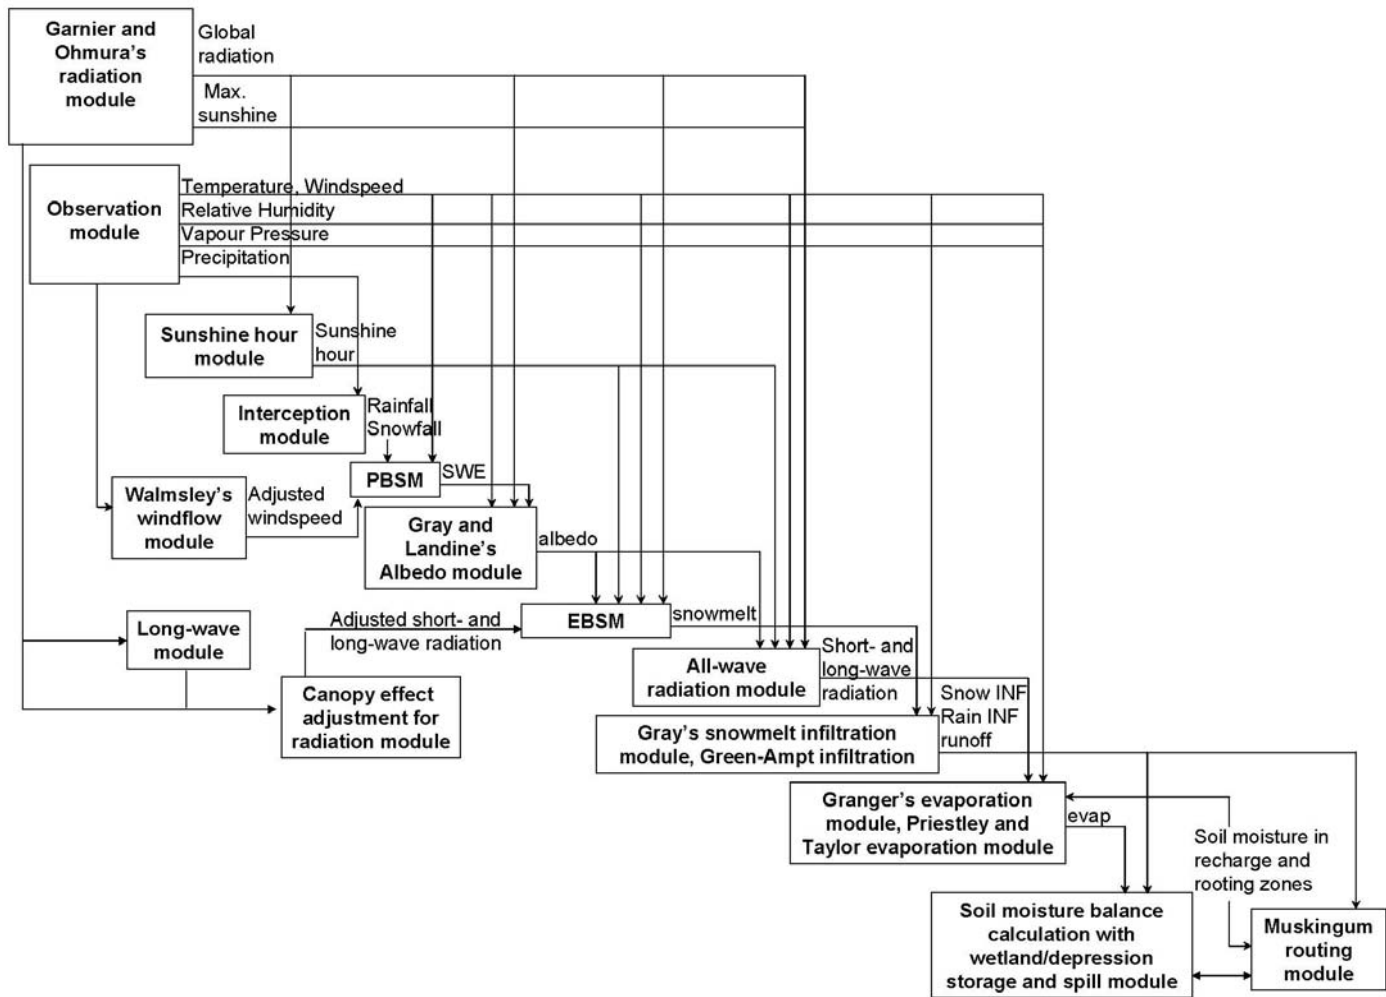 Garnier and
Ohmura's
radiation
module
Global
radiation
Max.
sunshine
Observation
module
Temperature, Windspeed
Relative Humidity
Vapour Pressure
Precipitation
Sunshine hour
module
Sunshine
hour
Interception
module
Rainfall
Snowfall
PBSM
SWE
Walmsley's
windflow
module
Adjusted
windspeed
Gray and
Landine's
Albedo module
albedo
EBSM
snowmelt
Long-wave
module
Adjusted short- and
long-wave radiation
Canopy effect
adjustment for
radiation module
All-wave
radiation module
Short- and
long-wave
radiation
Gray's snowmelt infiltration
module, Green-Ampt infiltration
Snow INF
Rain INF
runoff
Granger's evaporation
module, Priestley and
Taylor evaporation module
evap
Soil moisture in
recharge and
rooting zones
Soil moisture balance
calculation with
wetland/depression
storage and spill module
Muskingum
routing
module